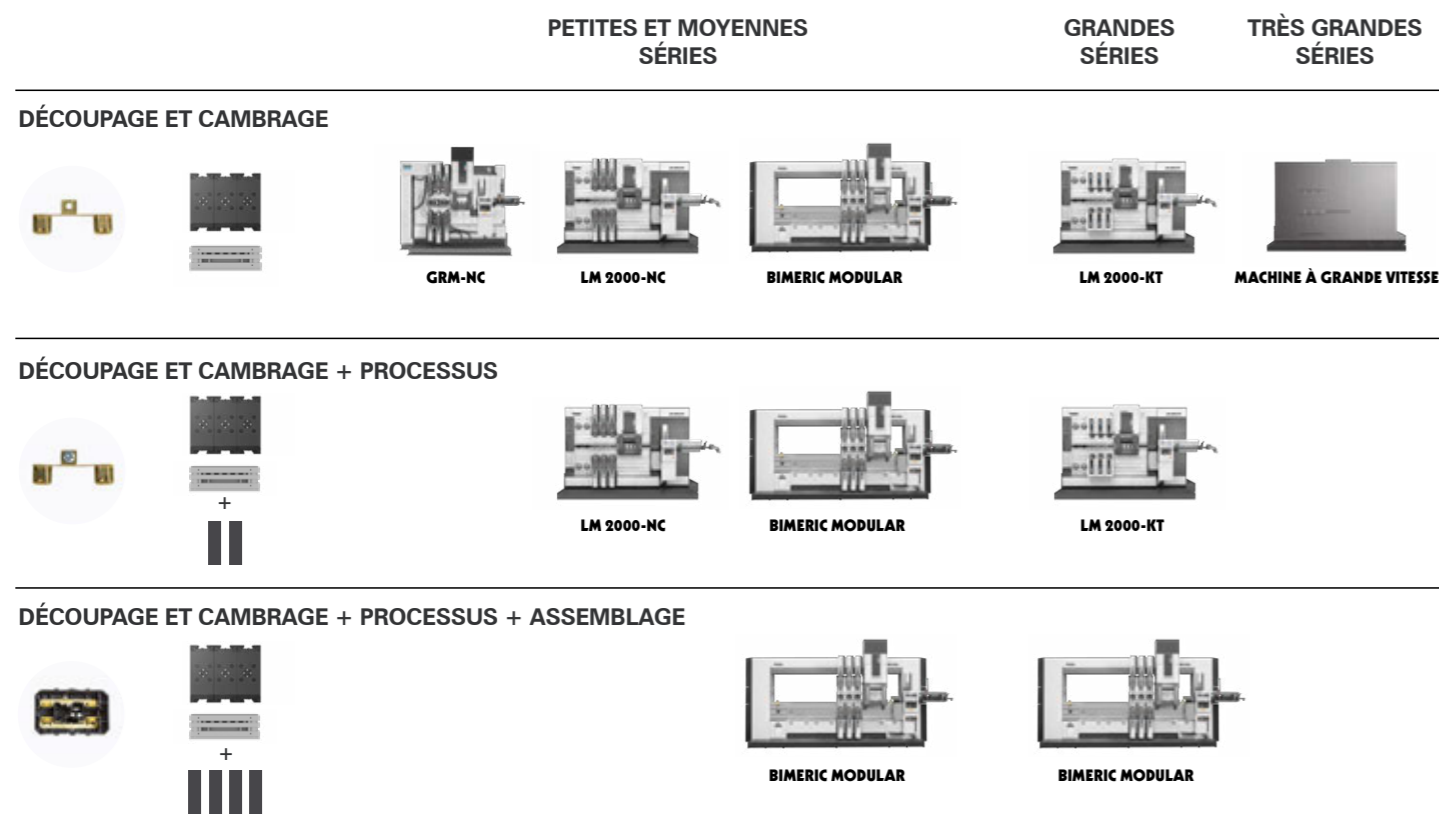 PETITES ET MOYENNES
SÉRIES
GRANDES
SÉRIES
TRÈS GRANDES
SÉRIES
DÉCOUPAGE ET CAMBRAGE
GRM-NC
LM 2000-NC
BIMERIC MODULAR
LM 2000-KT
MACHINE À GRANDE VITESSE
DÉCOUPAGE ET CAMBRAGE + PROCESSUS
+
LM 2000-NC
BIMERIC MODULAR
LM 2000-KT
DÉCOUPAGE ET CAMBRAGE + PROCESSUS + ASSEMBLAGE
+
BIMERIC MODULAR
BIMERIC MODULAR